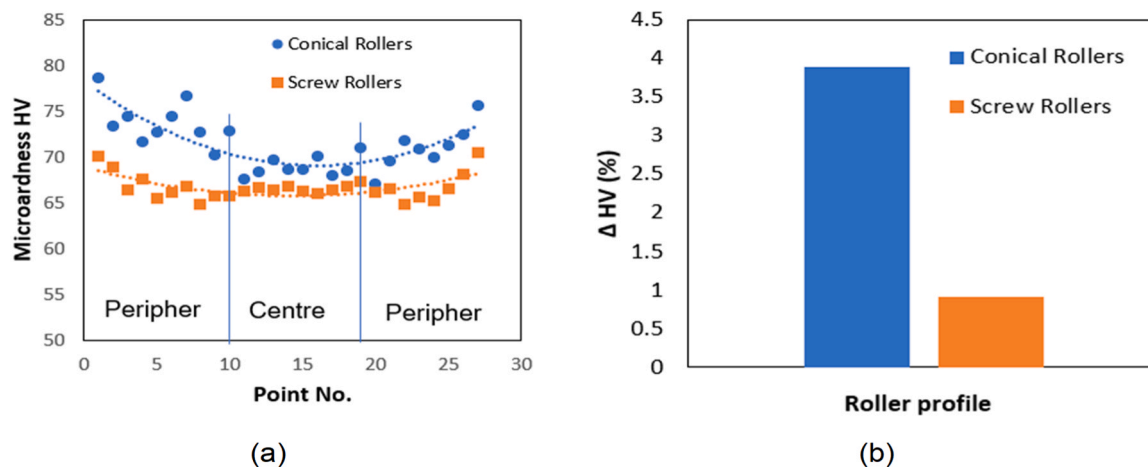 85
80
75
70
65
60
55
50
Microardness HV
Conical Rollers
Screw Rollers
Peripher
Centre
Peripher
0
5
10
15
20
25
30
Point No.
(a)
4.5
4
3.5
3
2.5
2
1.5
1
0.5
0
Δ HV (%)
Conical Rollers
Screw Rollers
Roller profile
(b)